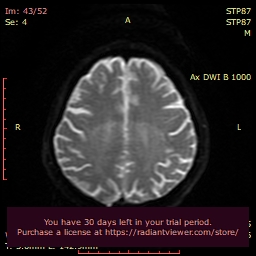 Im: 43/52
STP87
Se: 4
STP87
A
M
Ax DWI B 1000
R
L
You have 30 days left in your trial period.
Purchase a license at https://radiantviewer.com/store/